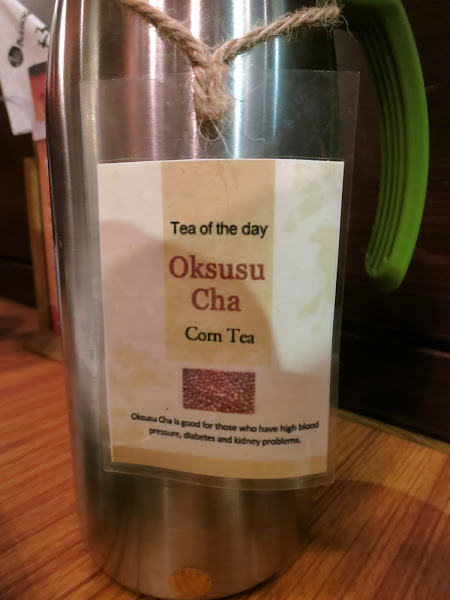 Tea of the day
Oksusu
Cha
Corn Tea
Oksusu Cha is good for those who have high blood
pressure, diabetes and kidney problems.